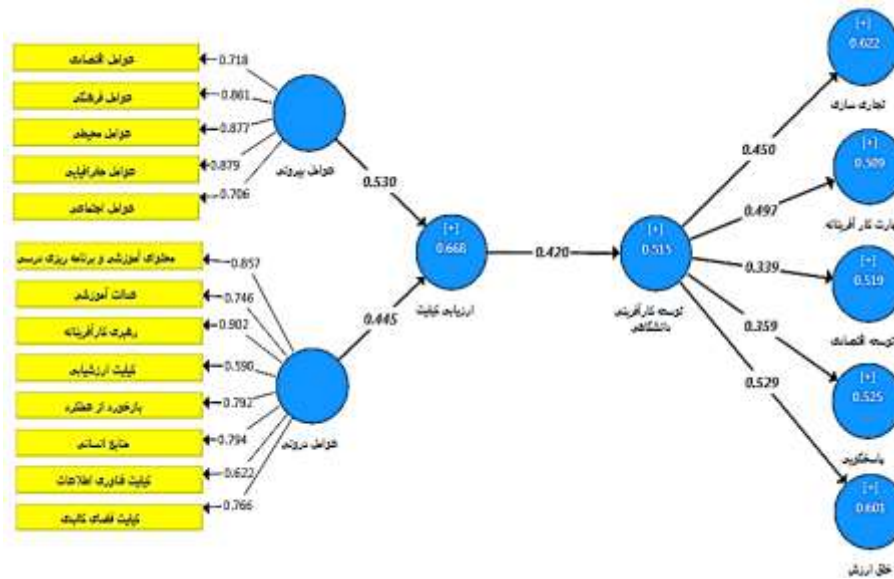 عوامل اقتصادی
0.718
عوامل فرهنگی
0.861
عوامل محیطی
0.877
عوامل جغرافیایی
0.879
عوامل اجتماعی
0.706
عوامل بیرونی
محتوای آموزشی و برنامه ریزی درسی
0.857
هیات آموزشی
0.746
رهبری کارآفرینانه
0.902
کیفیت ارزشیابی
0.590
بازخورد از عملکرد
0.792
منابع انسانی
0.794
کیفیت فناوری اطلاعات
0.622
کیفیت فضای کالبدی
0.766
عوامل درونی
0.530
0.445
[+]
0.668
ارزیابی کیفیت
0.420
[+]
0.515
توسعه کارآفرینی
دانشگاهی
0.450
0.497
0.339
0.359
0.529
[+]
0.622
تجاری سازی
[+]
0.509
کار آفرینانه
[+]
0.519
توسعه اقتصادی
[+]
0.525
پاسخگویی
[+]
0.601
خلق ارزش